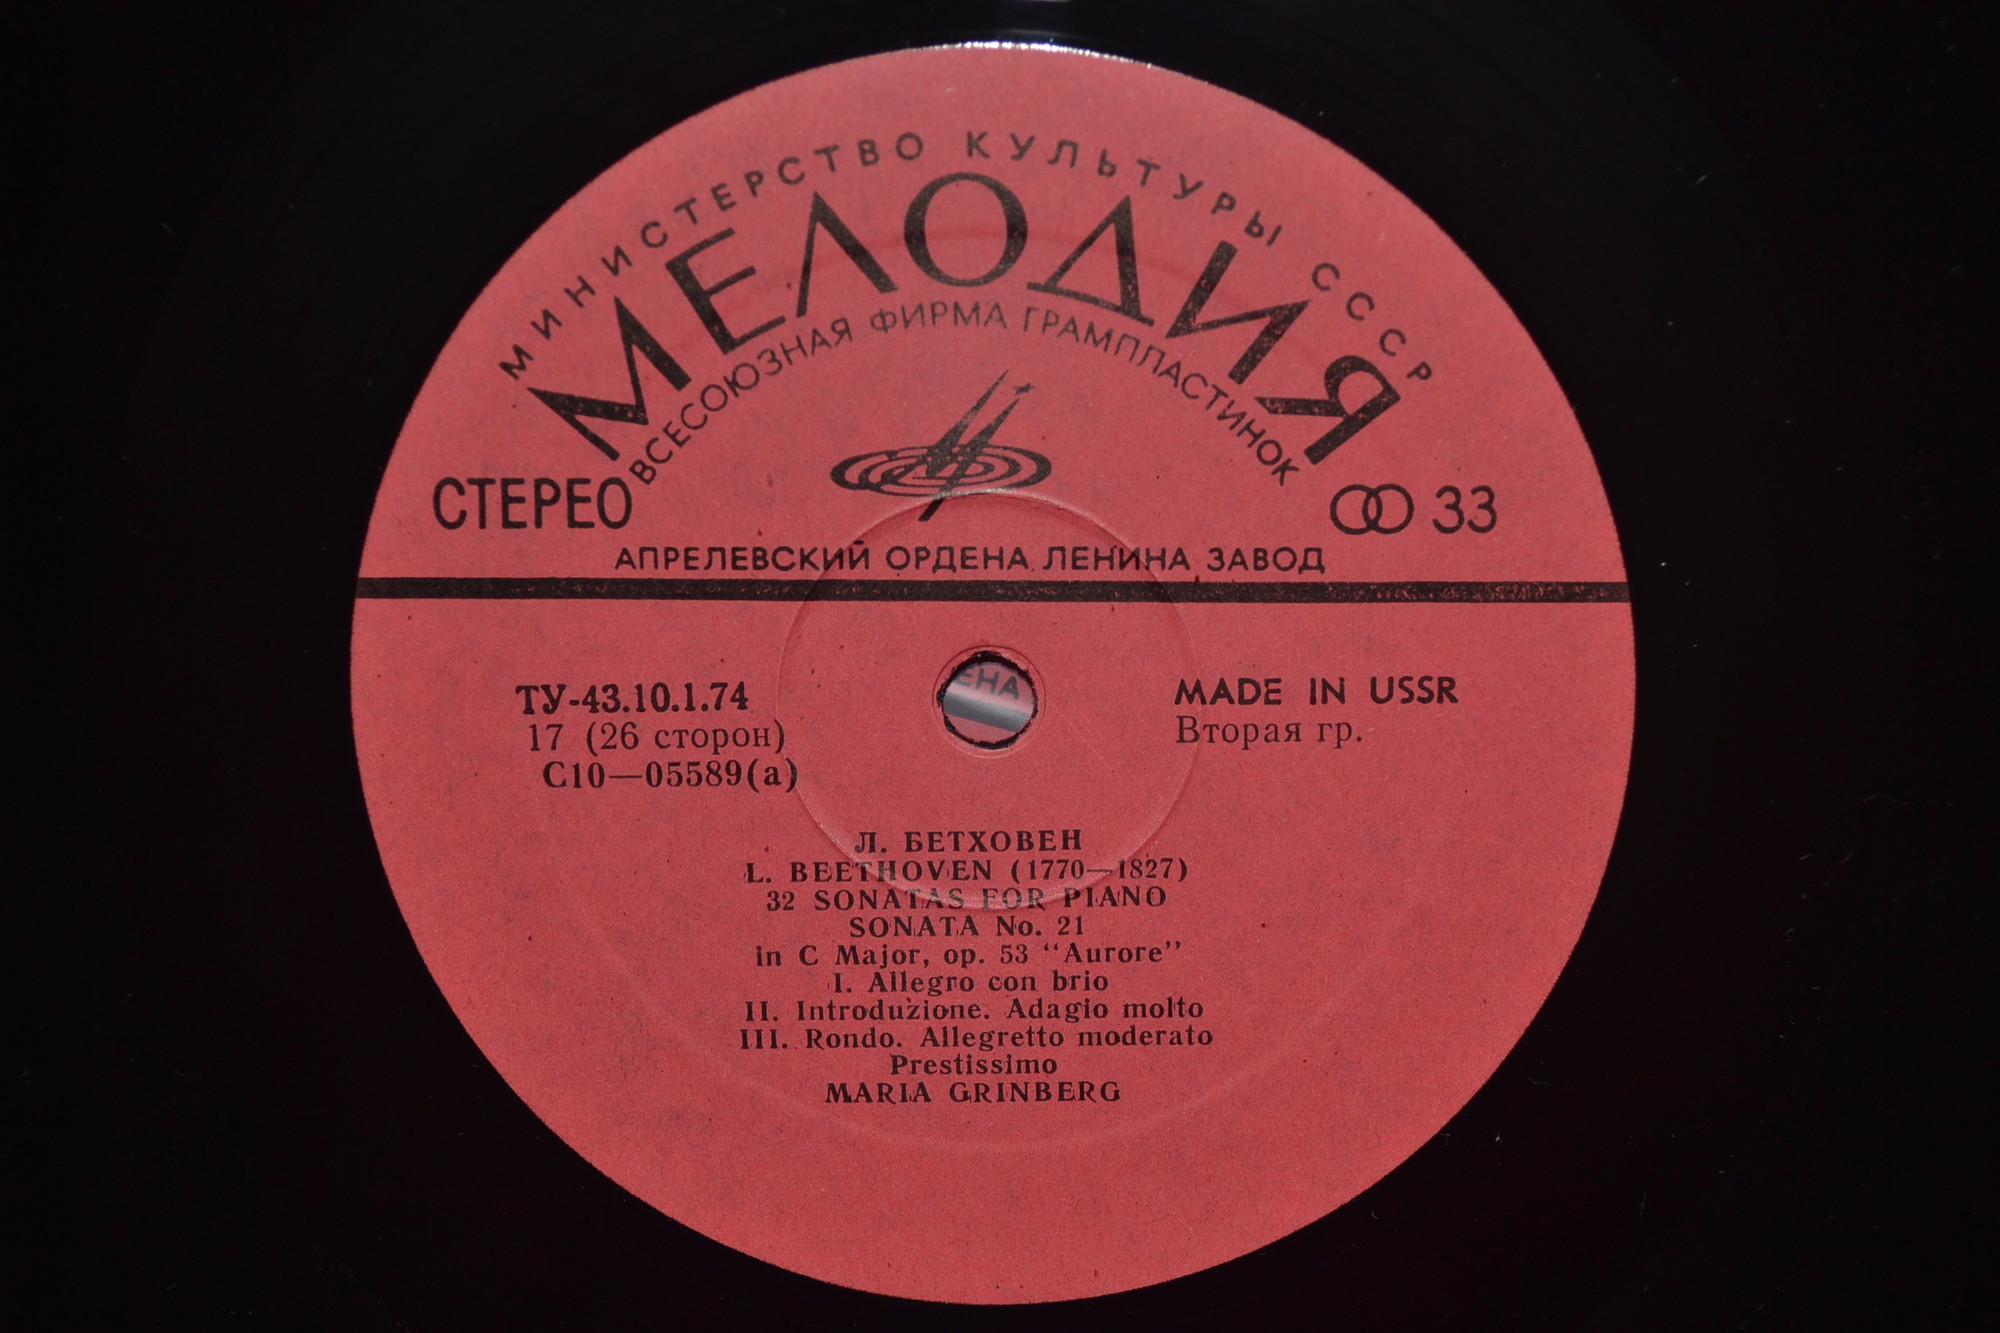 МИНИСТЕРСТВО КУЛЬТУРЫ СССР
МЕЛОДИЯ
ВСЕСОЮЗНАЯ ФИРМА ГРАМПЛАСТИНОК
СТЕРЕО
33
АПРЕЛЕВСКИЙ ОРДЕНА ЛЕНИНА ЗАВОД
ТУ-43.10.1.74
17 (26 сторон)
С10—05589(а)
ЕНА
MADE IN USSR
Вторая гр.
Л. БЕТХОВЕН
L. BEETHOVEN (1770—1827)
32 SONATAS FOR PIANO
SONATA No. 21
in C Major, op. 53 “Aurore”
I. Allegro con brio
II. Introduzione. Adagio molto
III. Rondo. Allegretto moderato
Prestissimo
MARIA GRINBERG